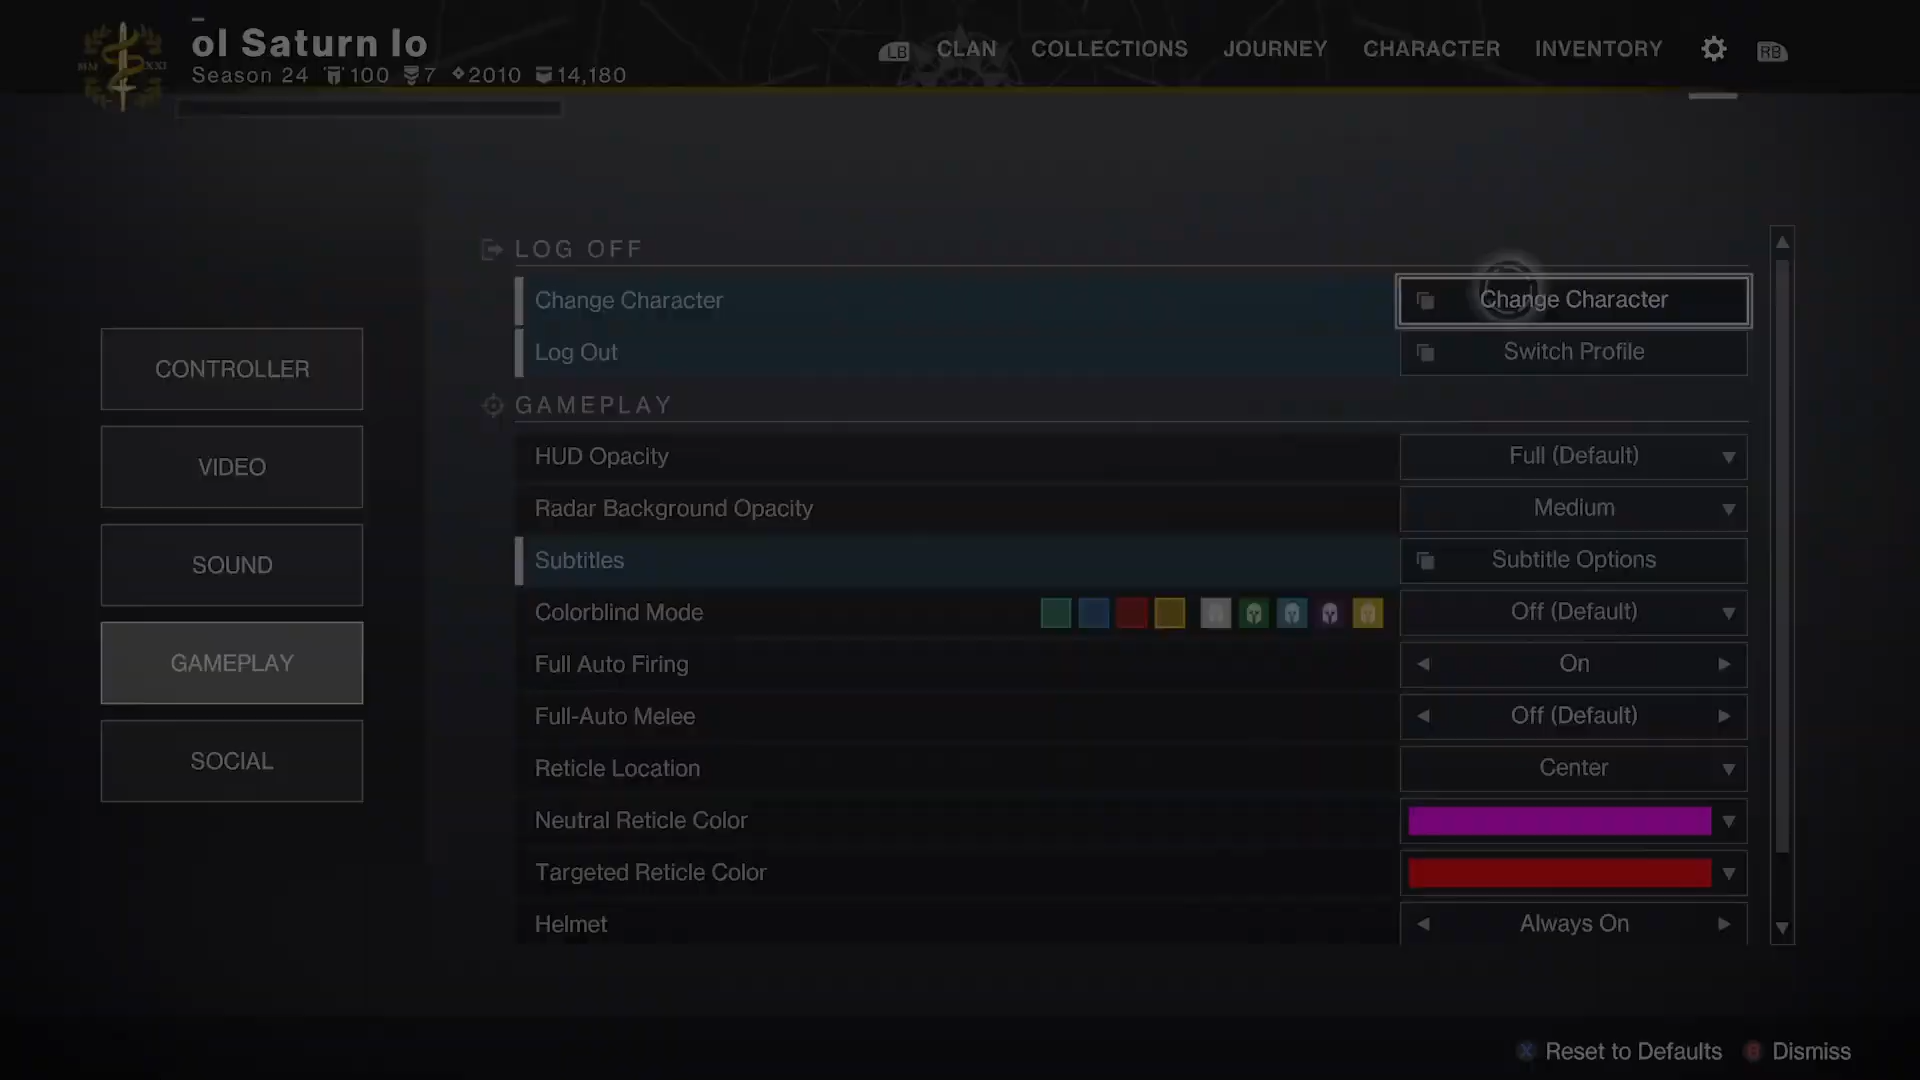 ol Saturn Io
Season 24 100 7 2010 14,180
LB CLAN COLLECTIONS JOURNEY CHARACTER INVENTORY RB
LOG OFF
Change Character Change Character
Log Out Switch Profile
GAMEPLAY
HUD Opacity Full (Default)
Radar Background Opacity Medium
Subtitles Subtitle Options
Colorblind Mode Off (Default)
Full Auto Firing On
Full-Auto Melee Off (Default)
Reticle Location Center
Neutral Reticle Color
Targeted Reticle Color
Helmet Always On
CONTROLLER
VIDEO
SOUND
GAMEPLAY
SOCIAL
X Reset to Defaults B Dismiss